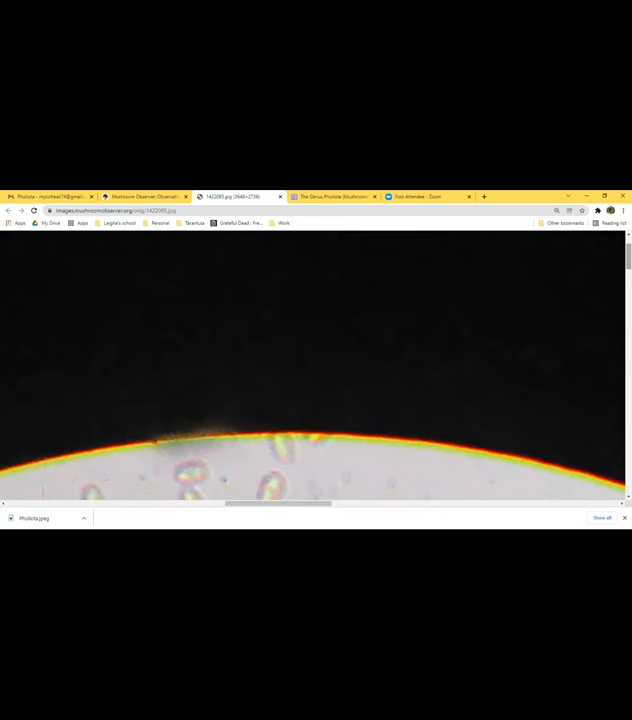 Pholiota - mycofreak74@gmai...
Mushroom Observer: Observati...
1422085.jpg (3648×2736)
The Genus Pholiota (Mushroom...
Post Attendee - Zoom
images.mushroomobserver.org/orig/1422085.jpg
Apps
My Drive
Apps
Leigha's school
Personal
Tarantula
Grateful Dead : Fre...
Work
Other bookmarks
Reading list
Pholiota.jpeg
Show all